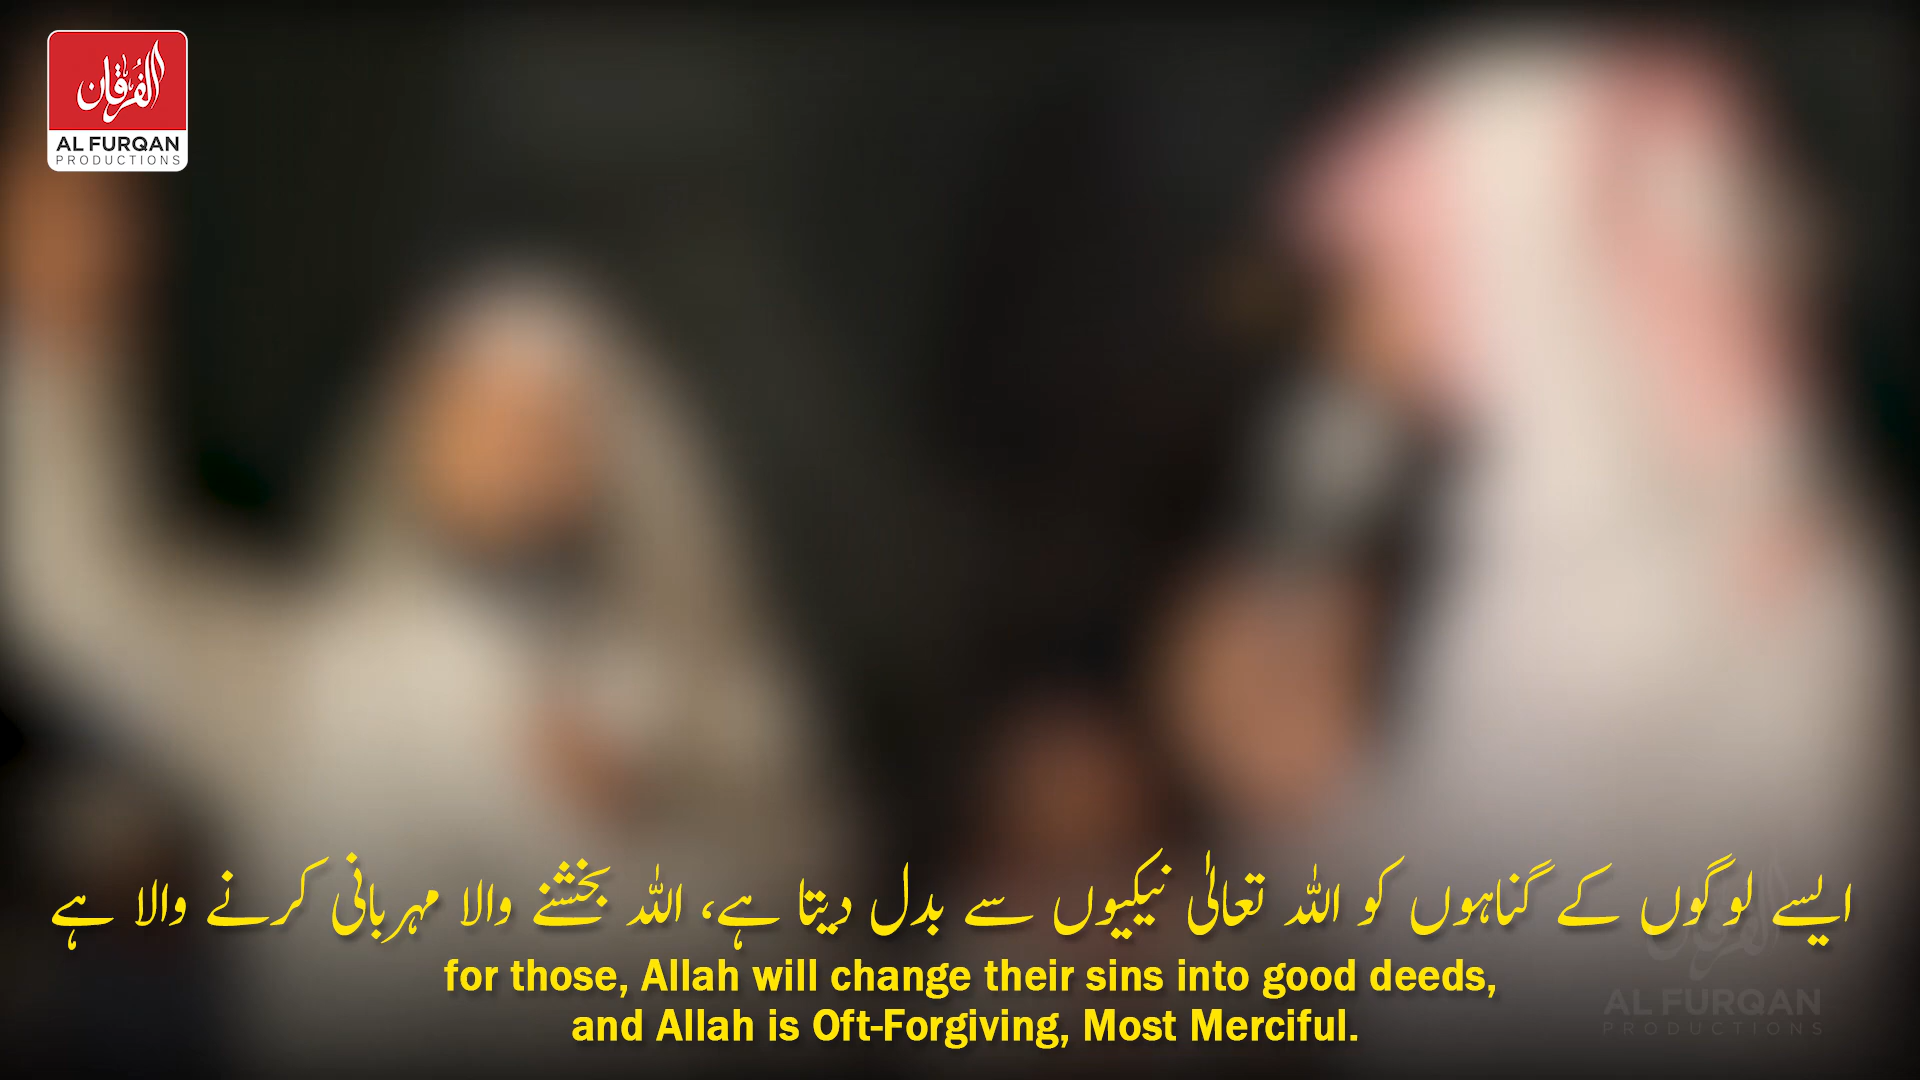 الفرقان
AL FURQAN
PRODUCTIONS
ایسے لوگوں کے گناہوں کو اللہ تعالیٰ نیکیوں سے بدل دیتا ہے، اللہ بخشنے والا مہربانی کرنے والا ہے
for those, Allah will change their sins into good deeds,
and Allah is Oft-Forgiving, Most Merciful.
الفرقان
AL FURQAN
PRODUCTIONS